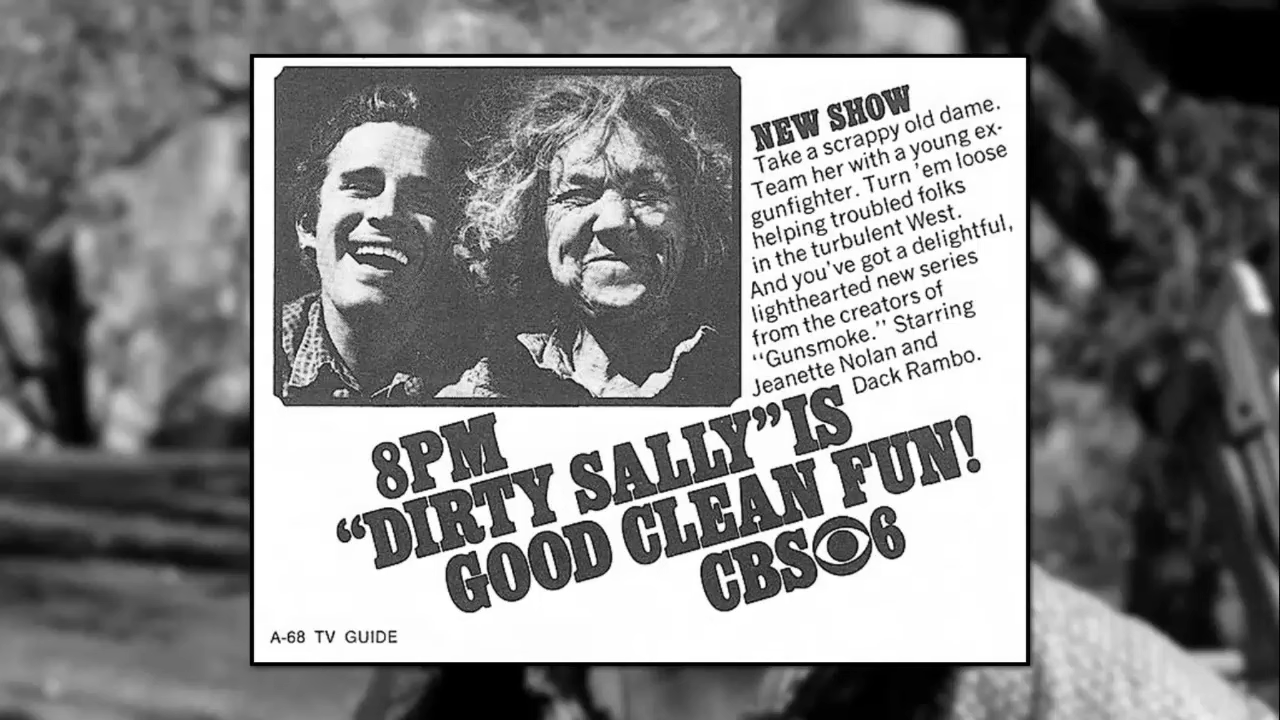 NEW SHOW
Take a scrappy old dame.
Team her with a young ex-
gunfighter. Turn 'em loose
helping troubled folks
in the turbulent West.
And you've got a delightful,
lighthearted new series
from the creators of
"Gunsmoke." Starring
Jeanette Nolan and
Dack Rambo.
8PM
"DIRTY SALLY" IS
GOOD CLEAN FUN!
CBS 6
A-68 TV GUIDE